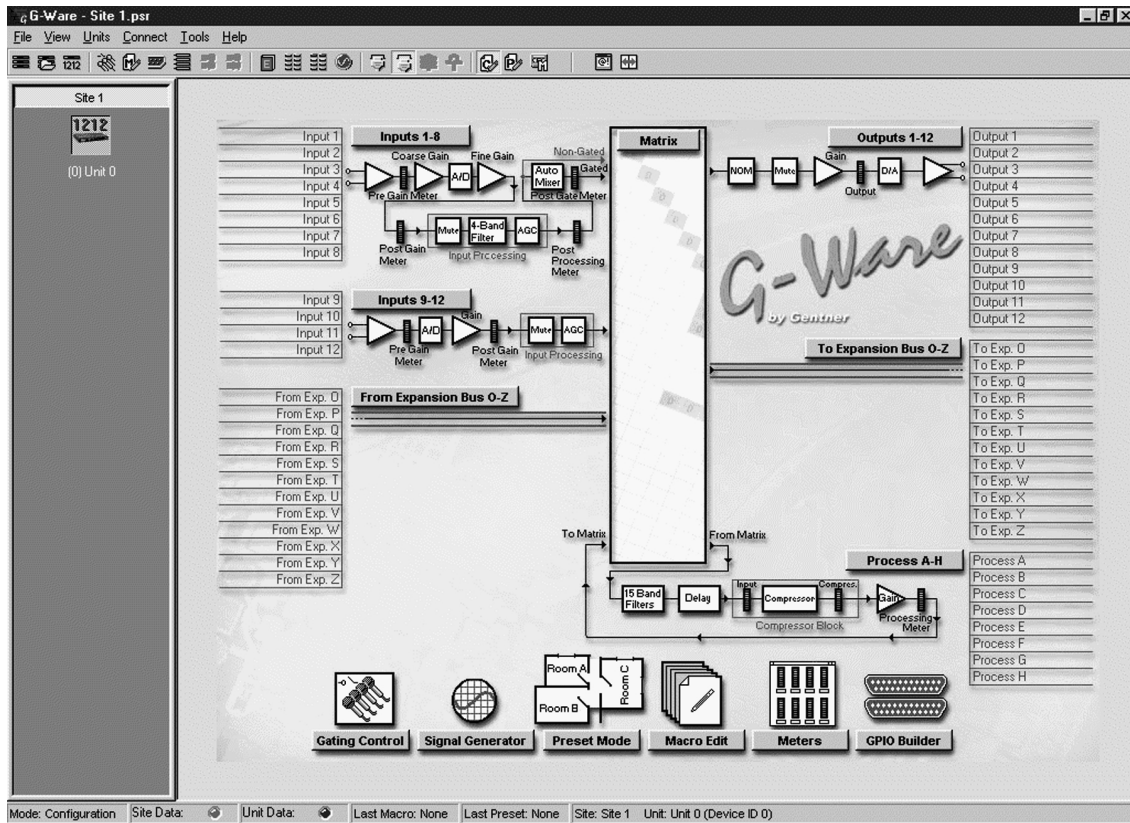 G-Ware - Site 1.psr
File View Units Connect Tools Help
Site 1
1212
(0) Unit 0
Input 1
Input 2
Input 3
Input 4
Input 5
Input 6
Input 7
Input 8
Inputs 1-8
Coarse Gain
Fine Gain
A/D
Pre Gain Meter
Non-Gated
Gated
Auto Mixer
Post Gate Meter
Post Gain Meter
Mute
4-Band Filter
AGC
Input Processing
Post Processing Meter
Input 9
Input 10
Input 11
Input 12
Inputs 9-12
Gain
A/D
Pre Gain Meter
Post Gain Meter
Mute
AGC
Input Processing
From Exp. O
From Exp. P
From Exp. Q
From Exp. R
From Exp. S
From Exp. T
From Exp. U
From Exp. V
From Exp. W
From Exp. X
From Exp. Y
From Exp. Z
From Expansion Bus O-Z
Matrix
Outputs 1-12
NOM
Mute
Gain
Output
D/A
G-Ware
by Gentner
Output 1
Output 2
Output 3
Output 4
Output 5
Output 6
Output 7
Output 8
Output 9
Output 10
Output 11
Output 12
To Expansion Bus O-Z
To Exp. O
To Exp. P
To Exp. Q
To Exp. R
To Exp. S
To Exp. T
To Exp. U
To Exp. V
To Exp. W
To Exp. X
To Exp. Y
To Exp. Z
To Matrix
From Matrix
Process A-H
15 Band Filters
Delay
Input
Compressor
Compres.
Compressor Block
Gain
Processing Meter
Process A
Process B
Process C
Process D
Process E
Process F
Process G
Process H
Room A
Room B
Room C
Gating Control
Signal Generator
Preset Mode
Macro Edit
Meters
GPIO Builder
Mode: Configuration Site Data: Unit Data: Last Macro: None Last Preset: None Site: Site 1 Unit: Unit 0 (Device ID 0)